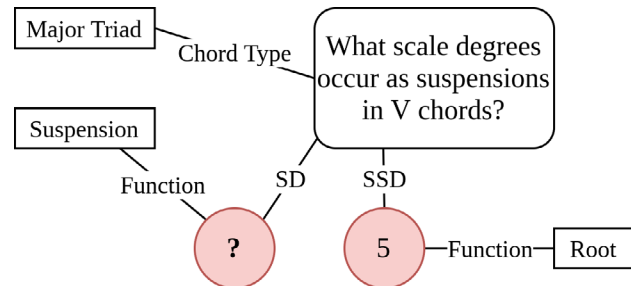 Major Triad
Chord Type
What scale degrees
occur as suspensions
in V chords?
Suspension
Function
SD
SSD
?
5
Function
Root